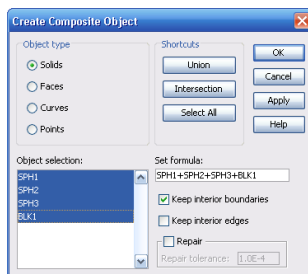 Create Composite Object
Object type
Solids
Faces
Curves
Points
Shortcuts
Union
Intersection
Select All
OK
Cancel
Apply
Help
Object selection:
SPH1
SPH2
SPH3
BLK1
Set formula:
SPH1+SPH2+SPH3+BLK1
Keep interior boundaries
Keep interior edges
Repair
Repair tolerance: 1.0E-4